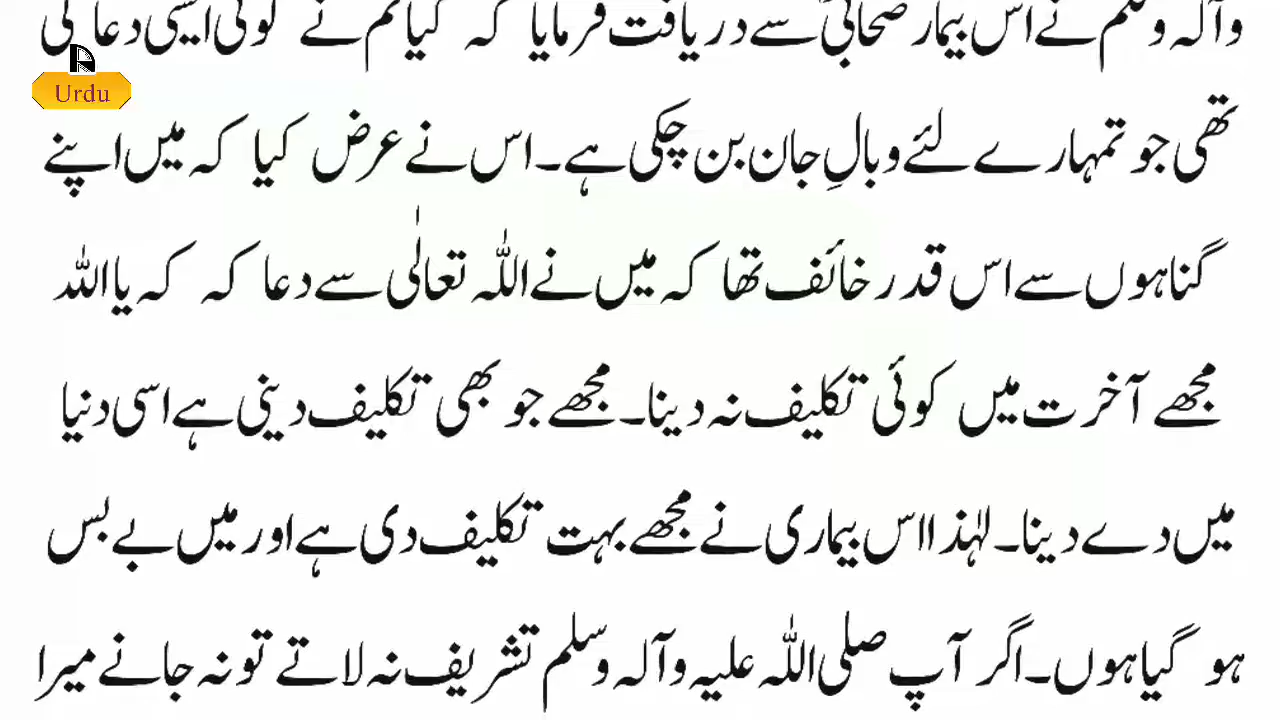 وآلہ وسلم نے اس بیمار صحابیؓ سے دریافت فرمایا کہ کیا تم نے کوئی ایسی دعا کی
Urdu
تھی جو تمہارے لئے وبالِ جان بن چکی ہے۔ اس نے عرض کیا کہ میں اپنے
گناہوں سے اس قدر خائف تھا کہ میں نے اللہ تعالٰی سے دعا کہ کہ یا اللہ
مجھے آخرت میں کوئی تکلیف نہ دینا۔ مجھے جو بھی تکلیف دینی ہے اسی دنیا
میں دے دینا۔ لہٰذا اس بیماری نے مجھے بہت تکلیف دی ہے اور میں بے بس
ہو گیا ہوں۔ اگر آپ صلی اللہ علیہ وآلہ وسلم تشریف نہ لاتے تو نہ جانے میرا